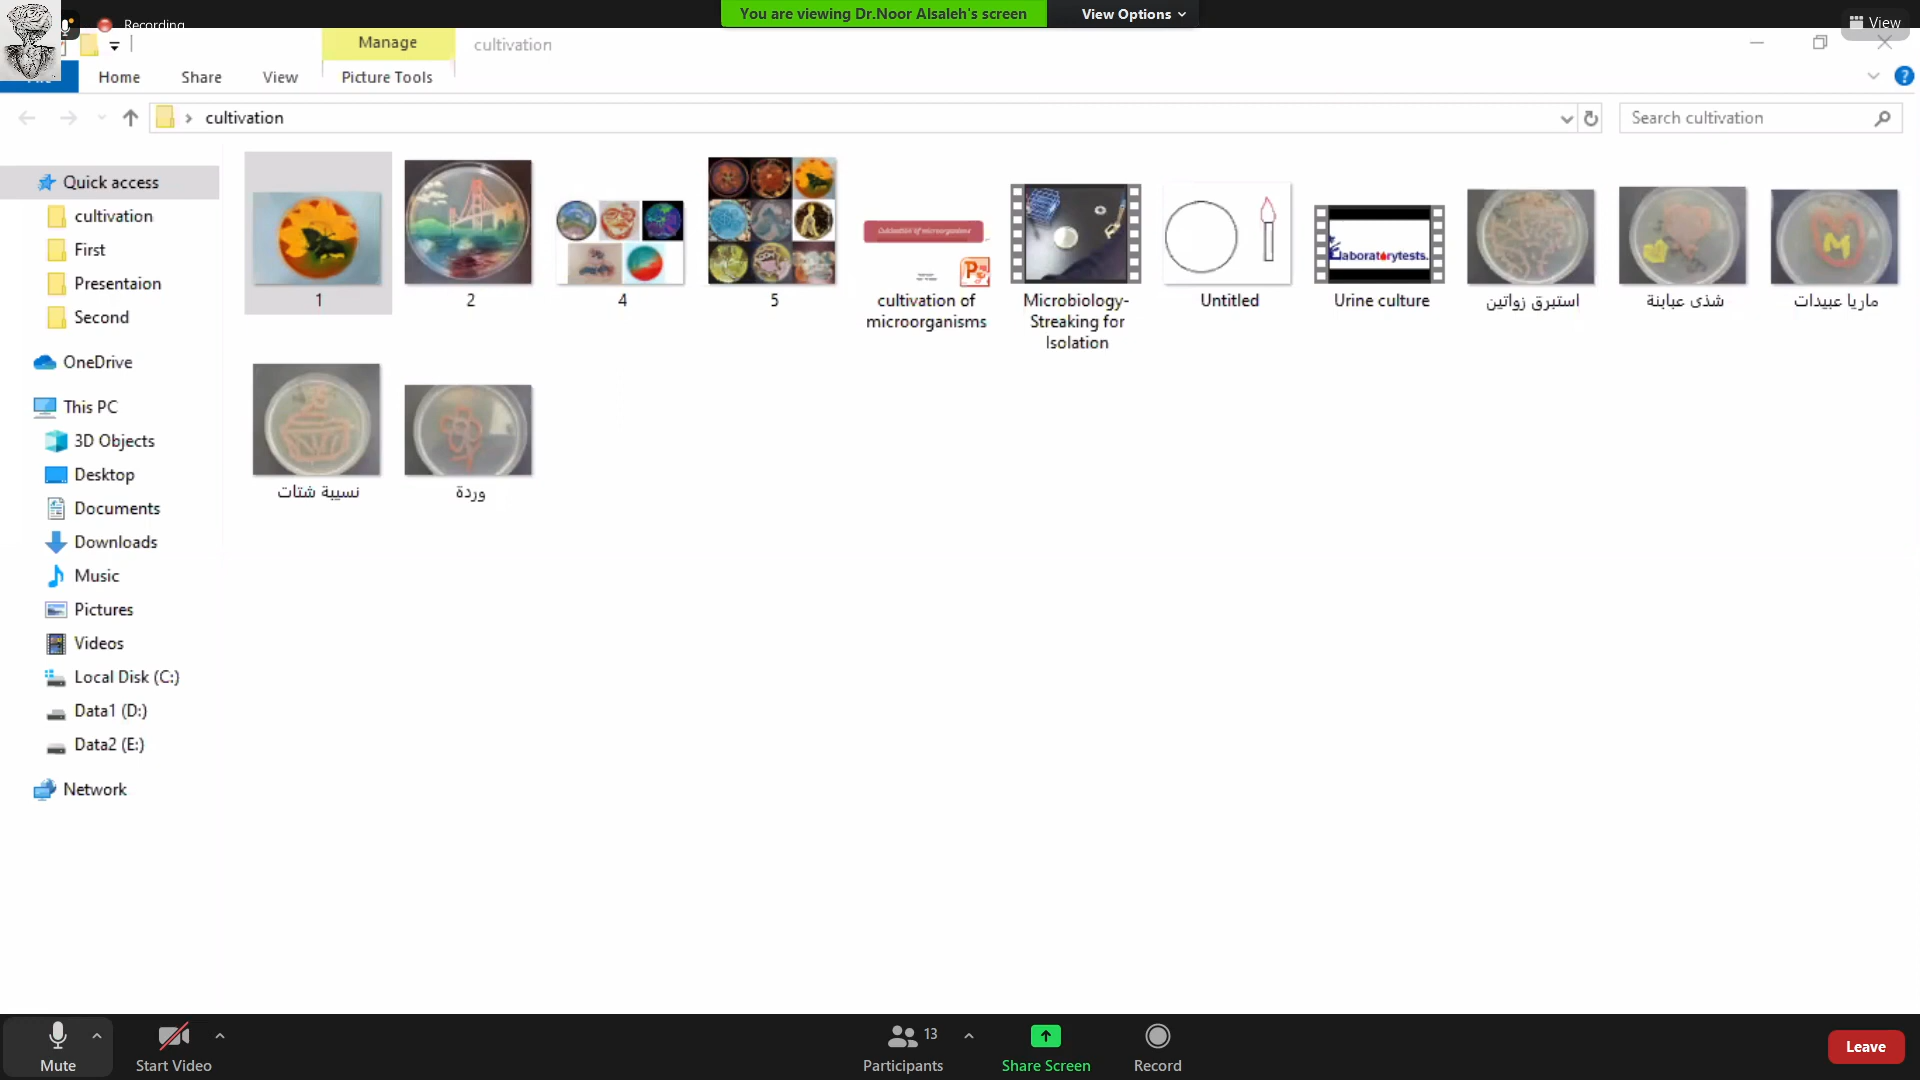 Recording
You are viewing Dr.Noor Alsaleh's screen
View Options
View
Manage
cultivation
Home
Share
View
Picture Tools
cultivation
Search cultivation
Quick access
cultivation
First
Presentaion
Second
OneDrive
This PC
3D Objects
Desktop
Documents
Downloads
Music
Pictures
Videos
Local Disk (C:)
Data1 (D:)
Data2 (E:)
Network
1
2
4
5
Cultivation of microorganisms
cultivation of
microorganisms
Microbiology-
Streaking for
Isolation
Untitled
Laboratorytests.
Urine culture
استبرق زواتين
شذى عبابنة
M
ماريا عبيدات
نسيبة شتات
وردة
Mute
Start Video
13
Participants
Share Screen
Record
Leave